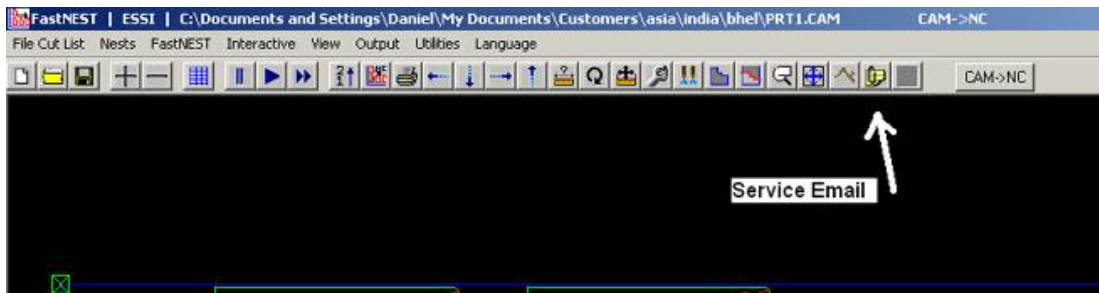 FastNEST | ESSI | C:\Documents and Settings\Daniel\My Documents\Customers\asia\india\bhel\PRT1.CAM CAM->NC
File Cut List Nests FastNEST Interactive View Output Utilities Language
CAM->NC
Service Email